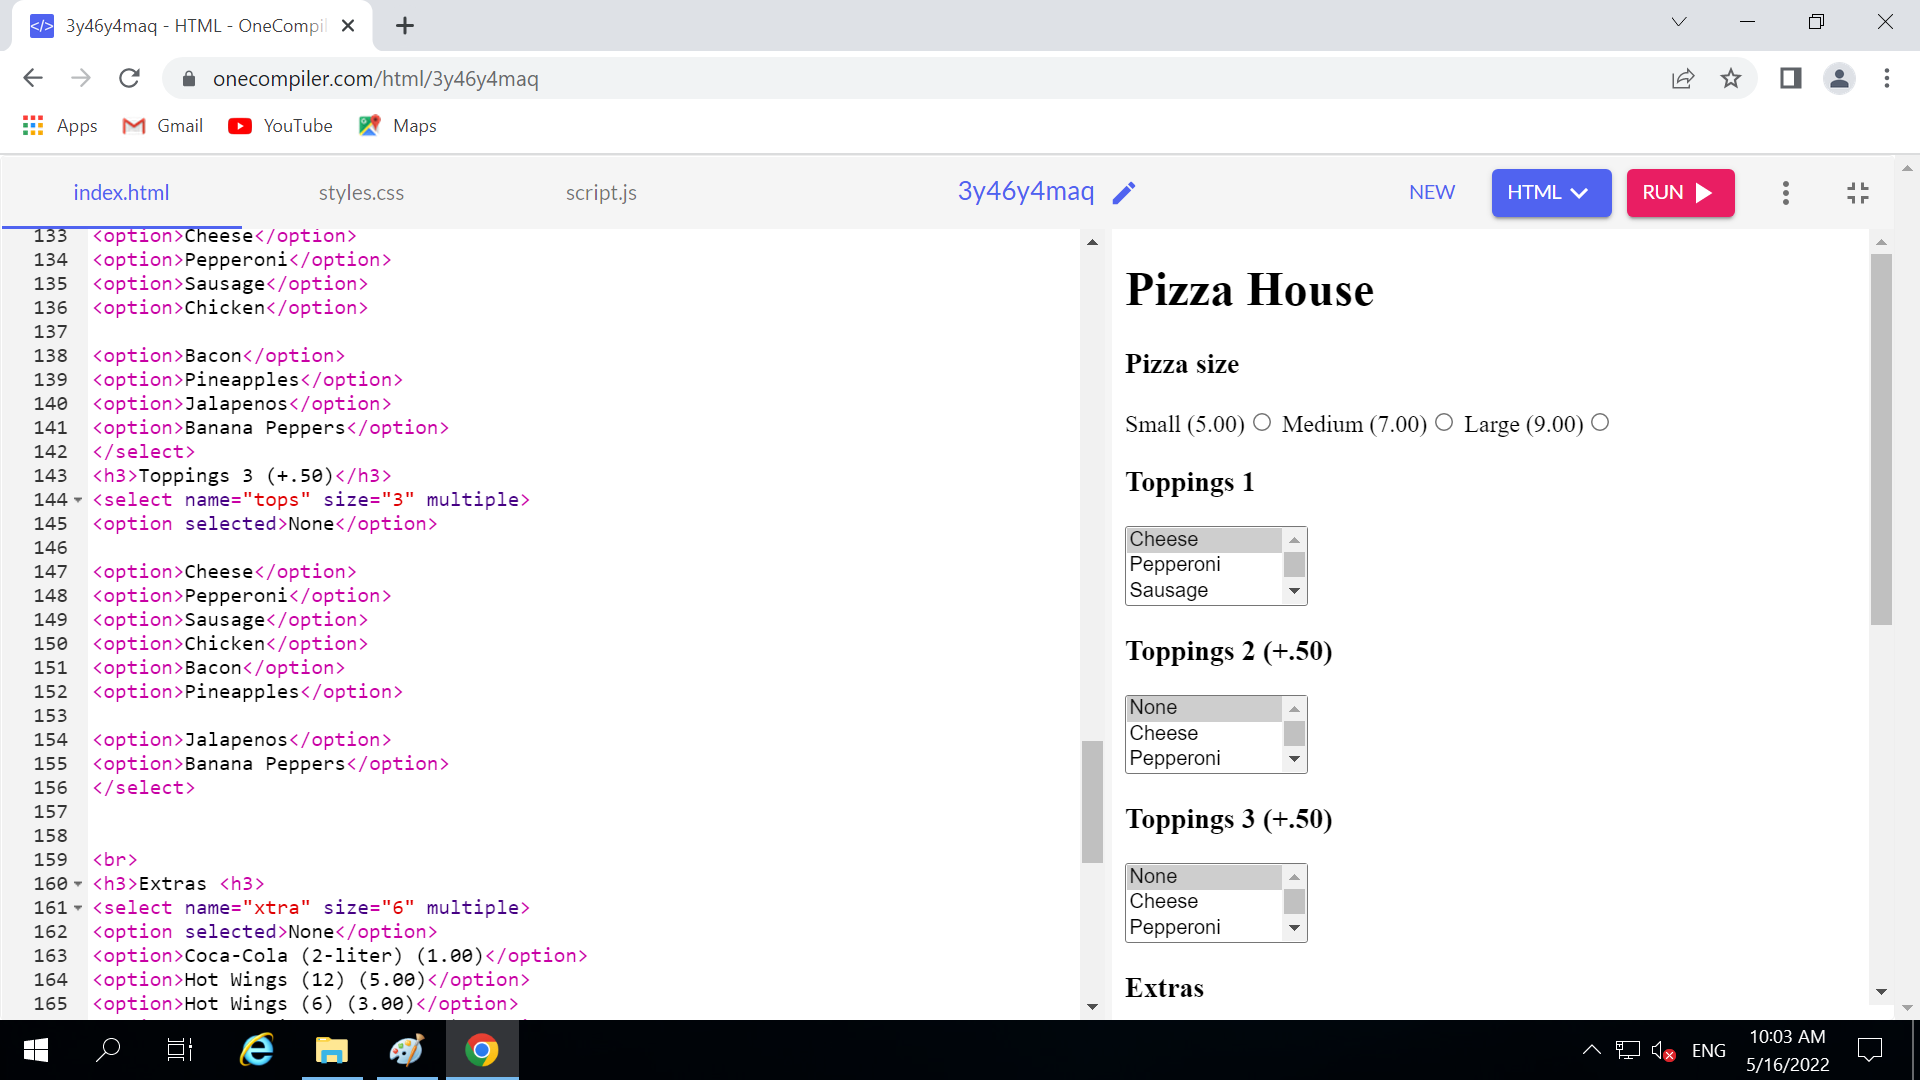 3y46y4maq - HTML - OneCompil
onecompiler.com/html/3y46y4maq
Apps
Gmail
YouTube
Maps
index.html
styles.css
script.js
3y46y4maq
NEW
HTML
RUN
133 <option>Cheese</option>
134 <option>Pepperoni</option>
135 <option>Sausage</option>
136 <option>Chicken</option>
137
138 <option>Bacon</option>
139 <option>Pineapples</option>
140 <option>Jalapenos</option>
141 <option>Banana Peppers</option>
142 </select>
143 <h3>Toppings 3 (+.50)</h3>
144 <select name="tops" size="3" multiple>
145 <option selected>None</option>
146
147 <option>Cheese</option>
148 <option>Pepperoni</option>
149 <option>Sausage</option>
150 <option>Chicken</option>
151 <option>Bacon</option>
152 <option>Pineapples</option>
153
154 <option>Jalapenos</option>
155 <option>Banana Peppers</option>
156 </select>
157
158
159 <br>
160 <h3>Extras <h3>
161 <select name="xtra" size="6" multiple>
162 <option selected>None</option>
163 <option>Coca-Cola (2-liter) (1.00)</option>
164 <option>Hot Wings (12) (5.00)</option>
165 <option>Hot Wings (6) (3.00)</option>
Pizza House
Pizza size
Small (5.00) Medium (7.00) Large (9.00)
Toppings 1
Cheese
Pepperoni
Sausage
Toppings 2 (+.50)
None
Cheese
Pepperoni
Toppings 3 (+.50)
None
Cheese
Pepperoni
Extras
ENG
10:03 AM
5/16/2022